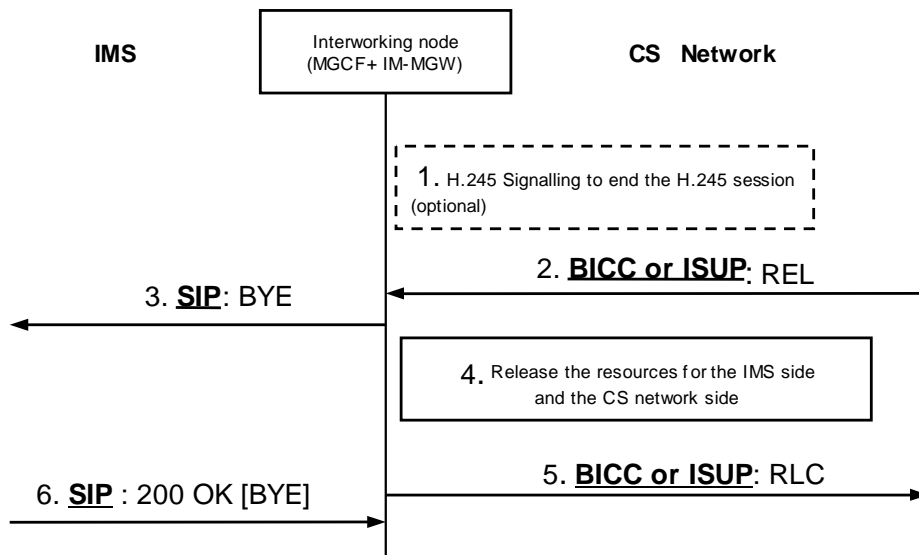 IMS
Interworking node
(MGCF+ IM-MGW)
CS Network
1. H.245 Signalling to end the H.245 session
(optional)
2. BICC or ISUP: REL
3. SIP: BYE
4. Release the resources for the IMS side
and the CS network side
5. BICC or ISUP: RLC
6. SIP : 200 OK [BYE]